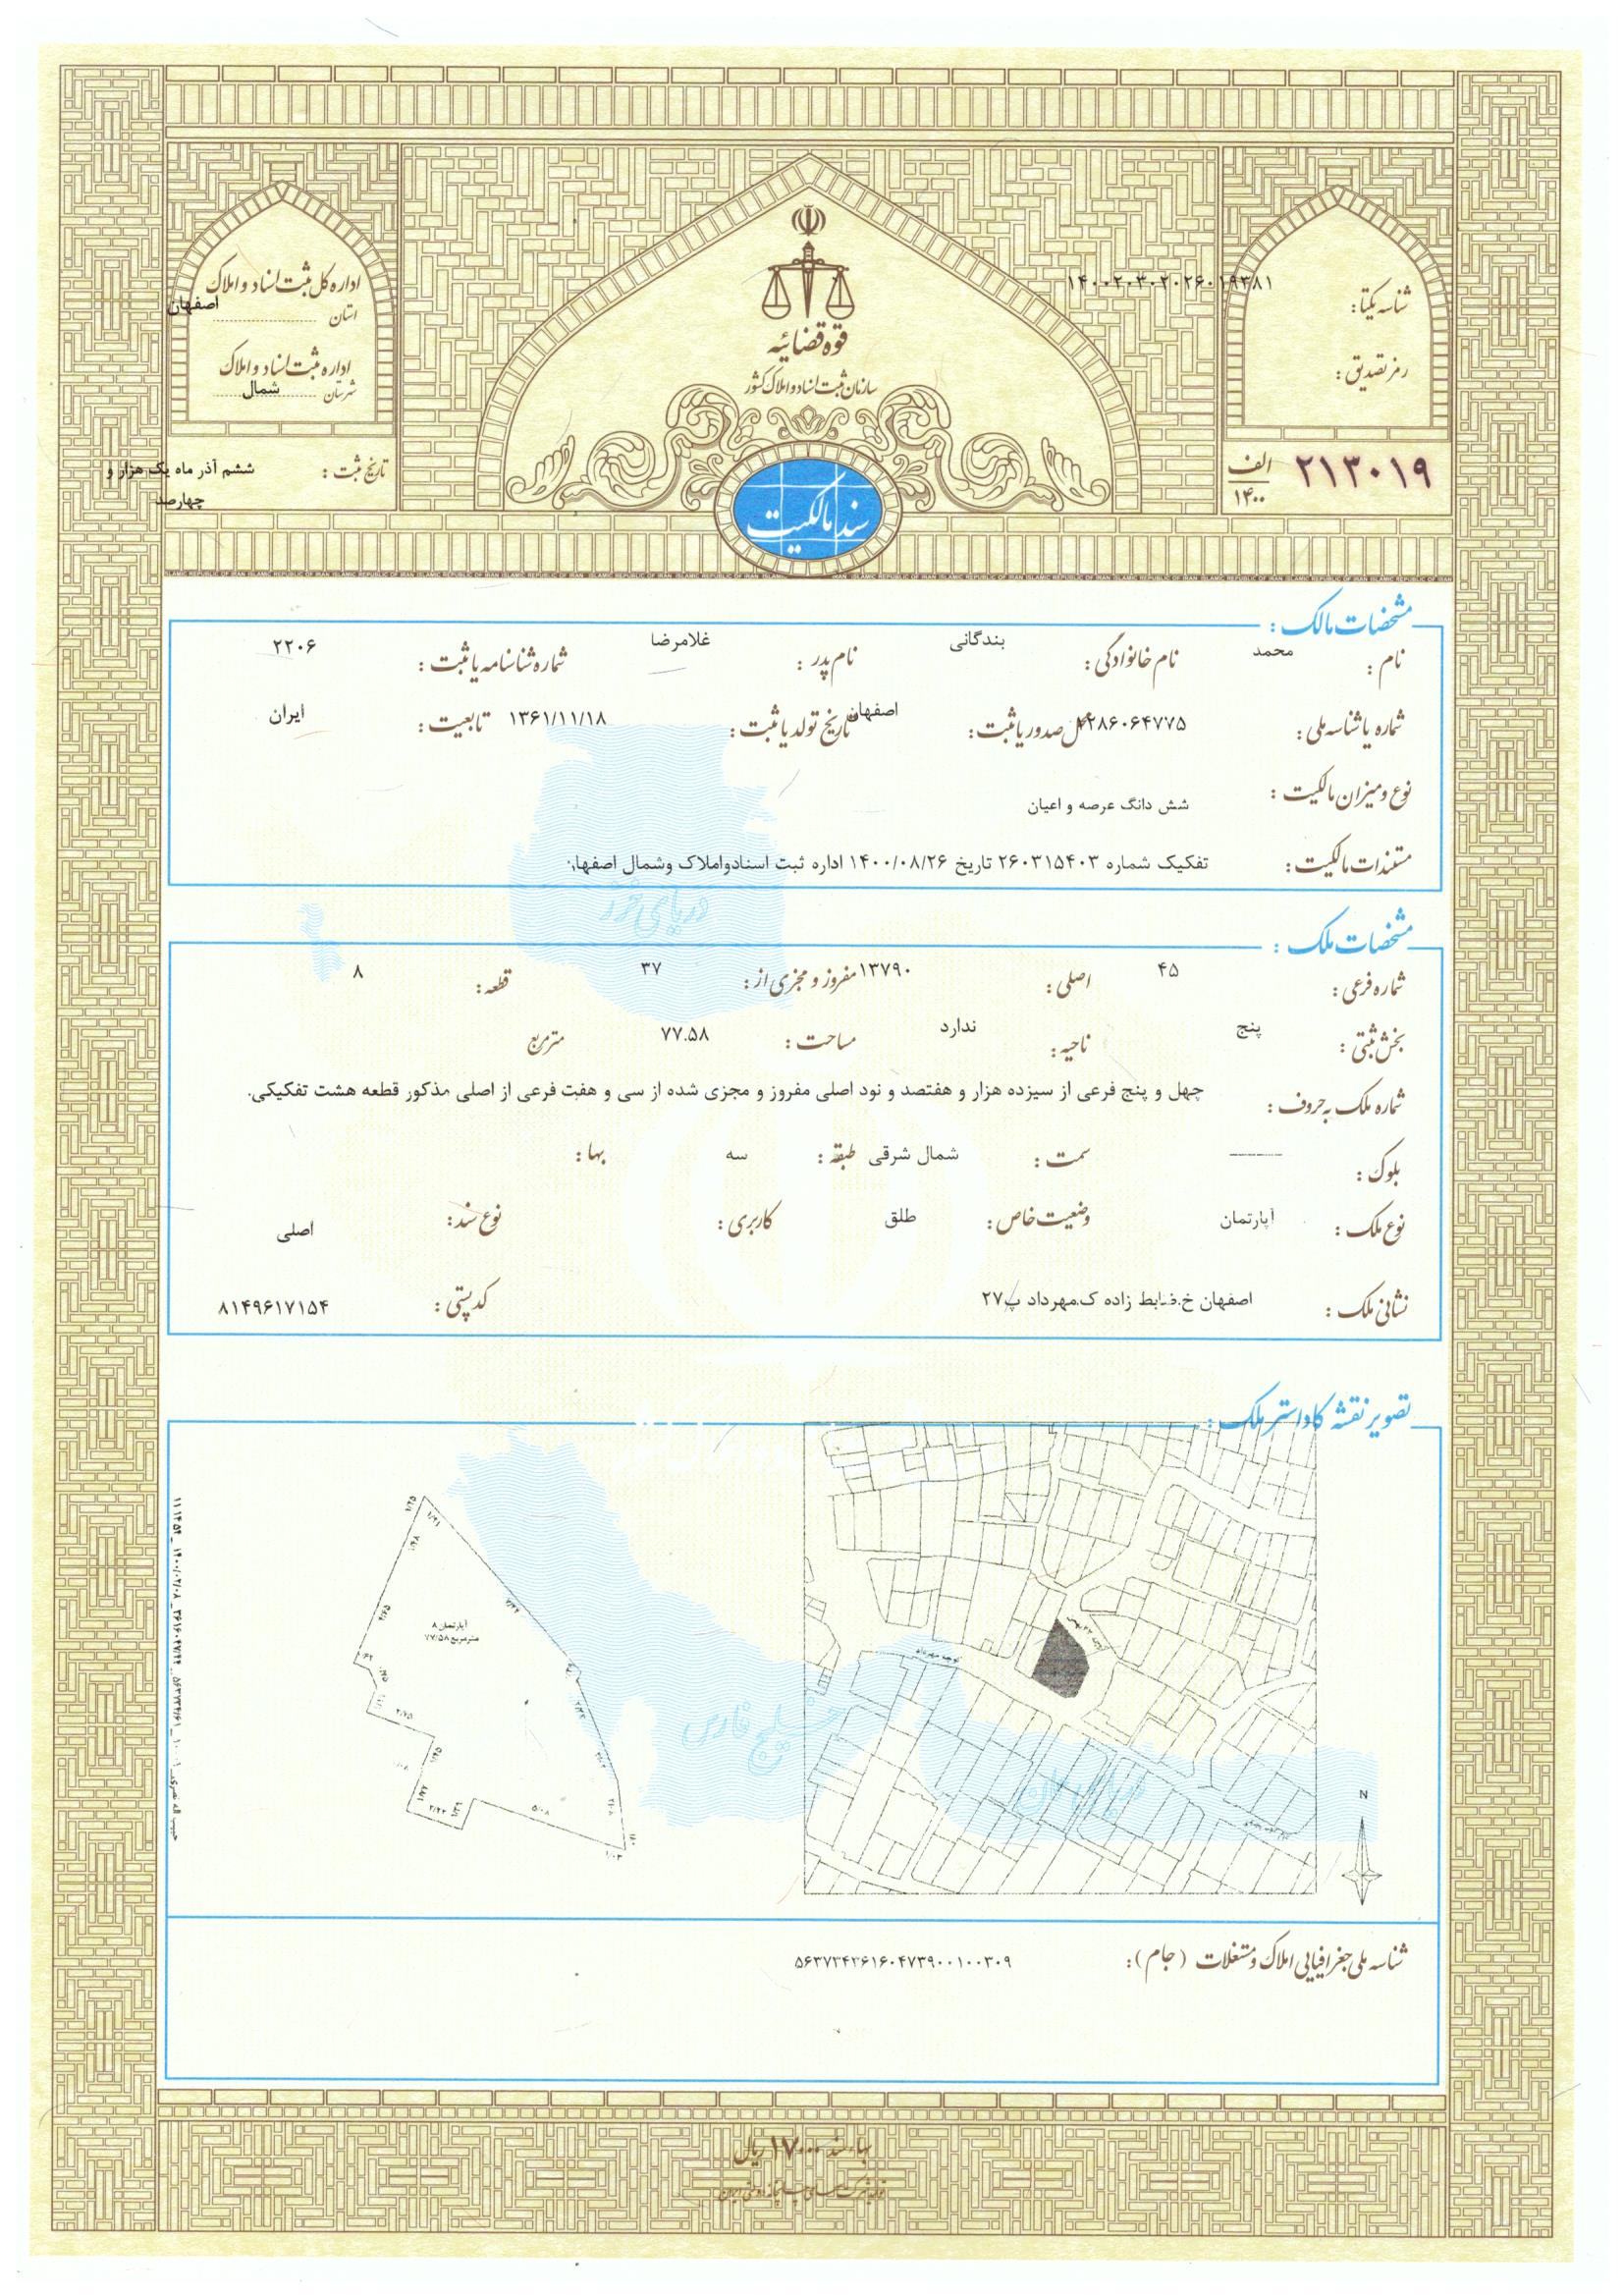 قوه قضائیه
سازمان ثبت اسناد و املاک کشور
سند مالکیت
شناسه یکتا: ۱۴۰۰۲۰۳۰۲۰۲۶۰۱۹۳۸۱
رمز تصدیق:
۲۱۳۰۱۹ الف ۱۴۰۰
اداره کل ثبت اسناد و املاک
استان اصفهان
اداره ثبت اسناد و املاک
شهرستان شمال
تاریخ ثبت: ششم آذر ماه یک هزار و
چهارصد
مشخصات مالک:
نام: محمد نام خانوادگی: بندگانی نام پدر: غلامرضا شماره شناسنامه یا ثبت: ۲۲۰۶
شماره یا شناسه ملی: ۱۲۸۶۰۶۴۷۷۵ محل صدور یا ثبت: اصفهان تاریخ تولد یا ثبت: ۱۳۶۱/۱۱/۱۸ تابعیت: ایران
نوع و میزان مالکیت: شش دانگ عرصه و اعیان
مستندات مالکیت: تفکیک شماره ۲۶۰۳۱۵۴۰۳ تاریخ ۱۴۰۰/۰۸/۲۶ اداره ثبت اسنادواملاک وشمال اصفهان
دریای خزر
مشخصات ملک:
شماره فرعی: ۴۵ اصلی: ۱۳۷۹۰ مفروز و مجزی از: ۳۷ قطعه: ۸
بخش ثبتی: پنج ناحیه: ندارد مساحت: ۷۷.۵۸ مترمربع
شماره ملک به حروف: چهل و پنج فرعی از سیزده هزار و هفتصد و نود اصلی مفروز و مجزی شده از سی و هفت فرعی از اصلی مذکور قطعه هشت تفکیکی.
بلوک: ------ سمت: شمال شرقی طبقه: سه بها:
نوع ملک: آپارتمان وضعیت خاص: طلق کاربری: نوع سند: اصلی
نشانی ملک: اصفهان خ.ضابط زاده ک.مهرداد پ۲۷ کدپستی: ۸۱۴۹۶۱۷۱۵۴
تصویر نقشه کاداستر ملک:
آپارتمان ۸
۷۷/۵۸ مترمربع
کوچه مهرداد
خلیج فارس
N
شناسه ملی جغرافیایی املاک و مستغلات (جام):
بهاء سند ۱۷۰۰۰ ریال